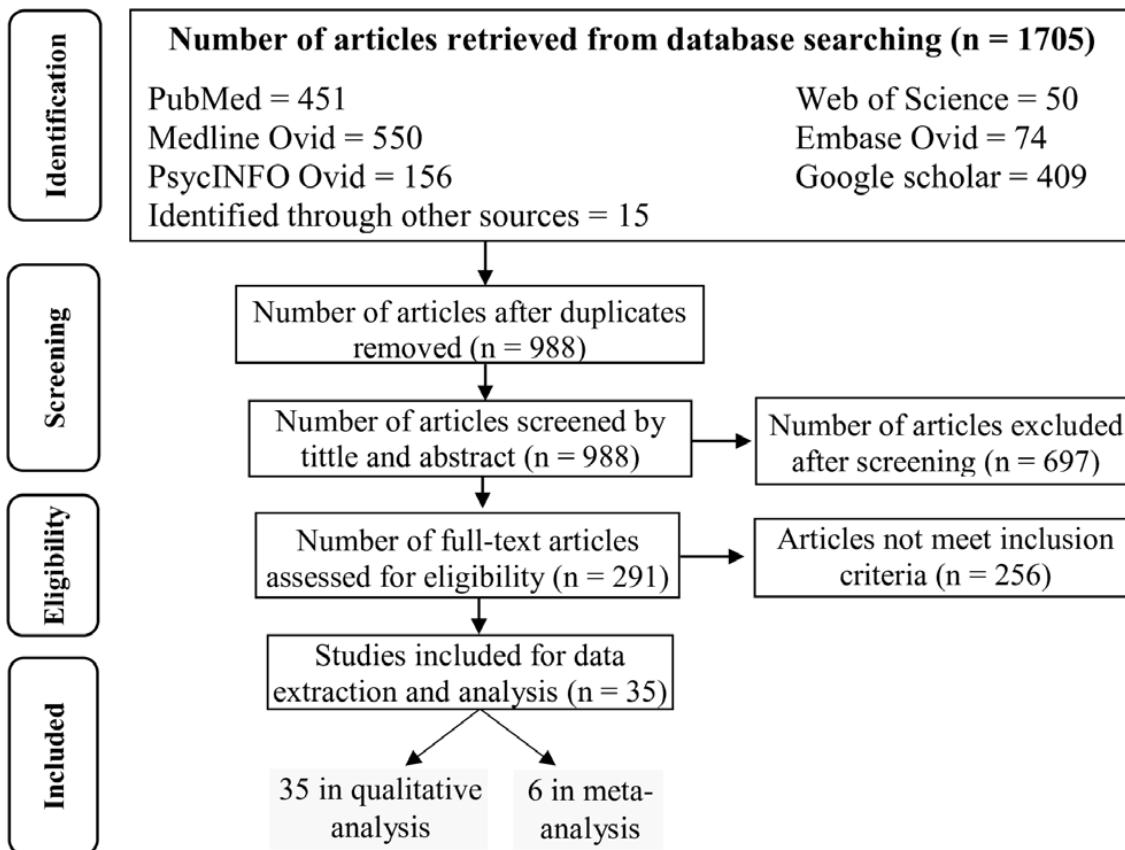 Identification
Number of articles retrieved from database searching (n = 1705)
PubMed = 451
Medline Ovid = 550
PsycINFO Ovid = 156
Identified through other sources = 15
Web of Science = 50
Embase Ovid = 74
Google scholar = 409
Screening
Number of articles after duplicates
removed (n = 988)
Number of articles screened by
tittle and abstract (n = 988)
Number of articles excluded
after screening (n = 697)
Eligibility
Number of full-text articles
assessed for eligibility (n = 291)
Articles not meet inclusion
criteria (n = 256)
Included
Studies included for data
extraction and analysis (n = 35)
35 in qualitative
analysis
6 in meta-
analysis